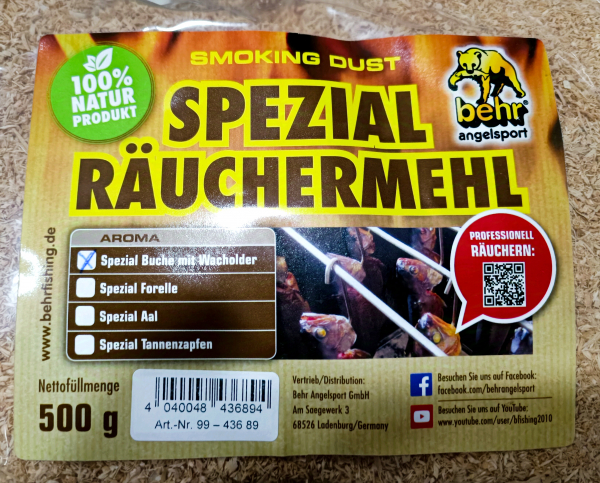 SMOKING DUST
100%
NATUR
PRODUKT
behr®
angelsport
SPEZIAL
RÄUCHERMEHL
www.behrfishing.de
AROMA
Spezial Buche mit Wacholder
Spezial Forelle
Spezial Aal
Spezial Tannenzapfen
PROFESSIONELL
RÄUCHERN:
Nettofüllmenge
500 g
4 040048 436894
Art.-Nr. 99 – 436 89
Vertrieb/Distribution:
Behr Angelsport GmbH
Am Saegewerk 3
68526 Ladenburg/Germany
Besuchen Sie uns auf Facebook:
facebook.com/behrangelsport
Besuchen Sie uns auf YouTube:
www.youtube.com/user/bfishing2010